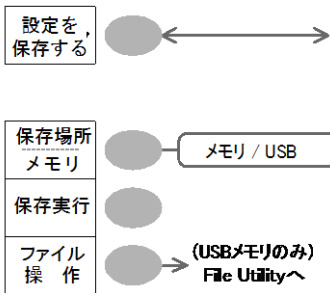 設定を,
保存する
保存場所
メモリ
メモリ / USB
保存実行
ファイル
操 作
(USBメモリのみ)
File Utilityへ